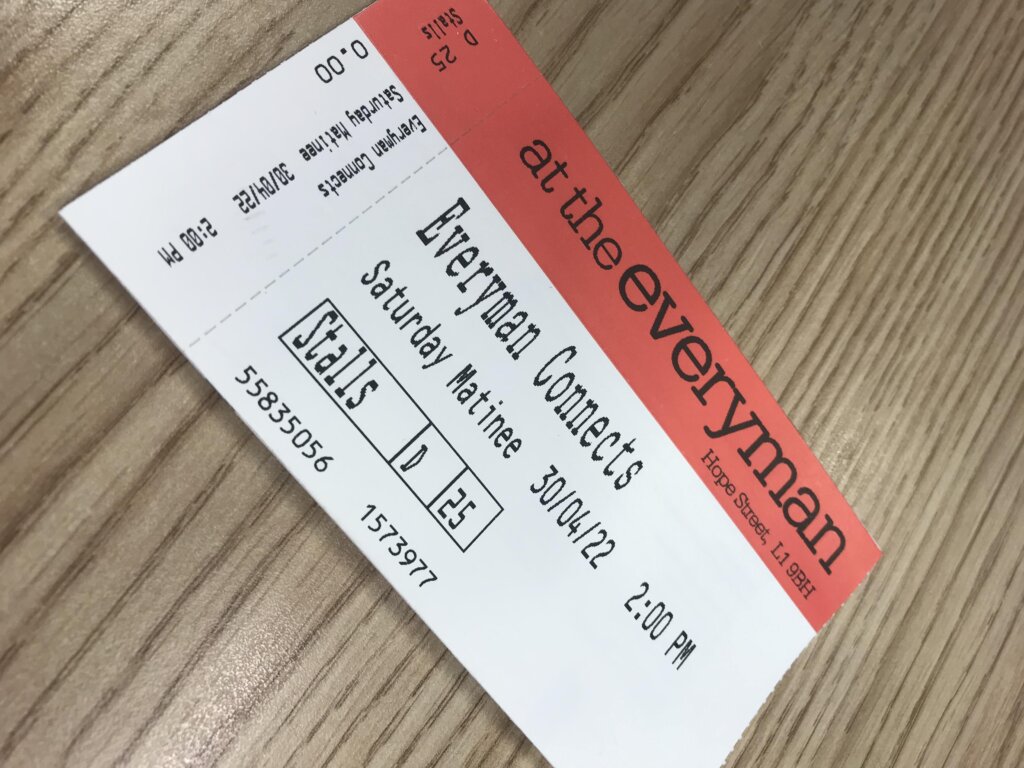 at the everyman
Hope Street, L1 9BH
Everyman Connects
Saturday Matinee 30/04/22 2:00 PM
Stalls D 25
55835056 1573977
Stalls
D 25
Everyman Connects
Saturday Matinee 30/04/22 2:00 PM
0.00